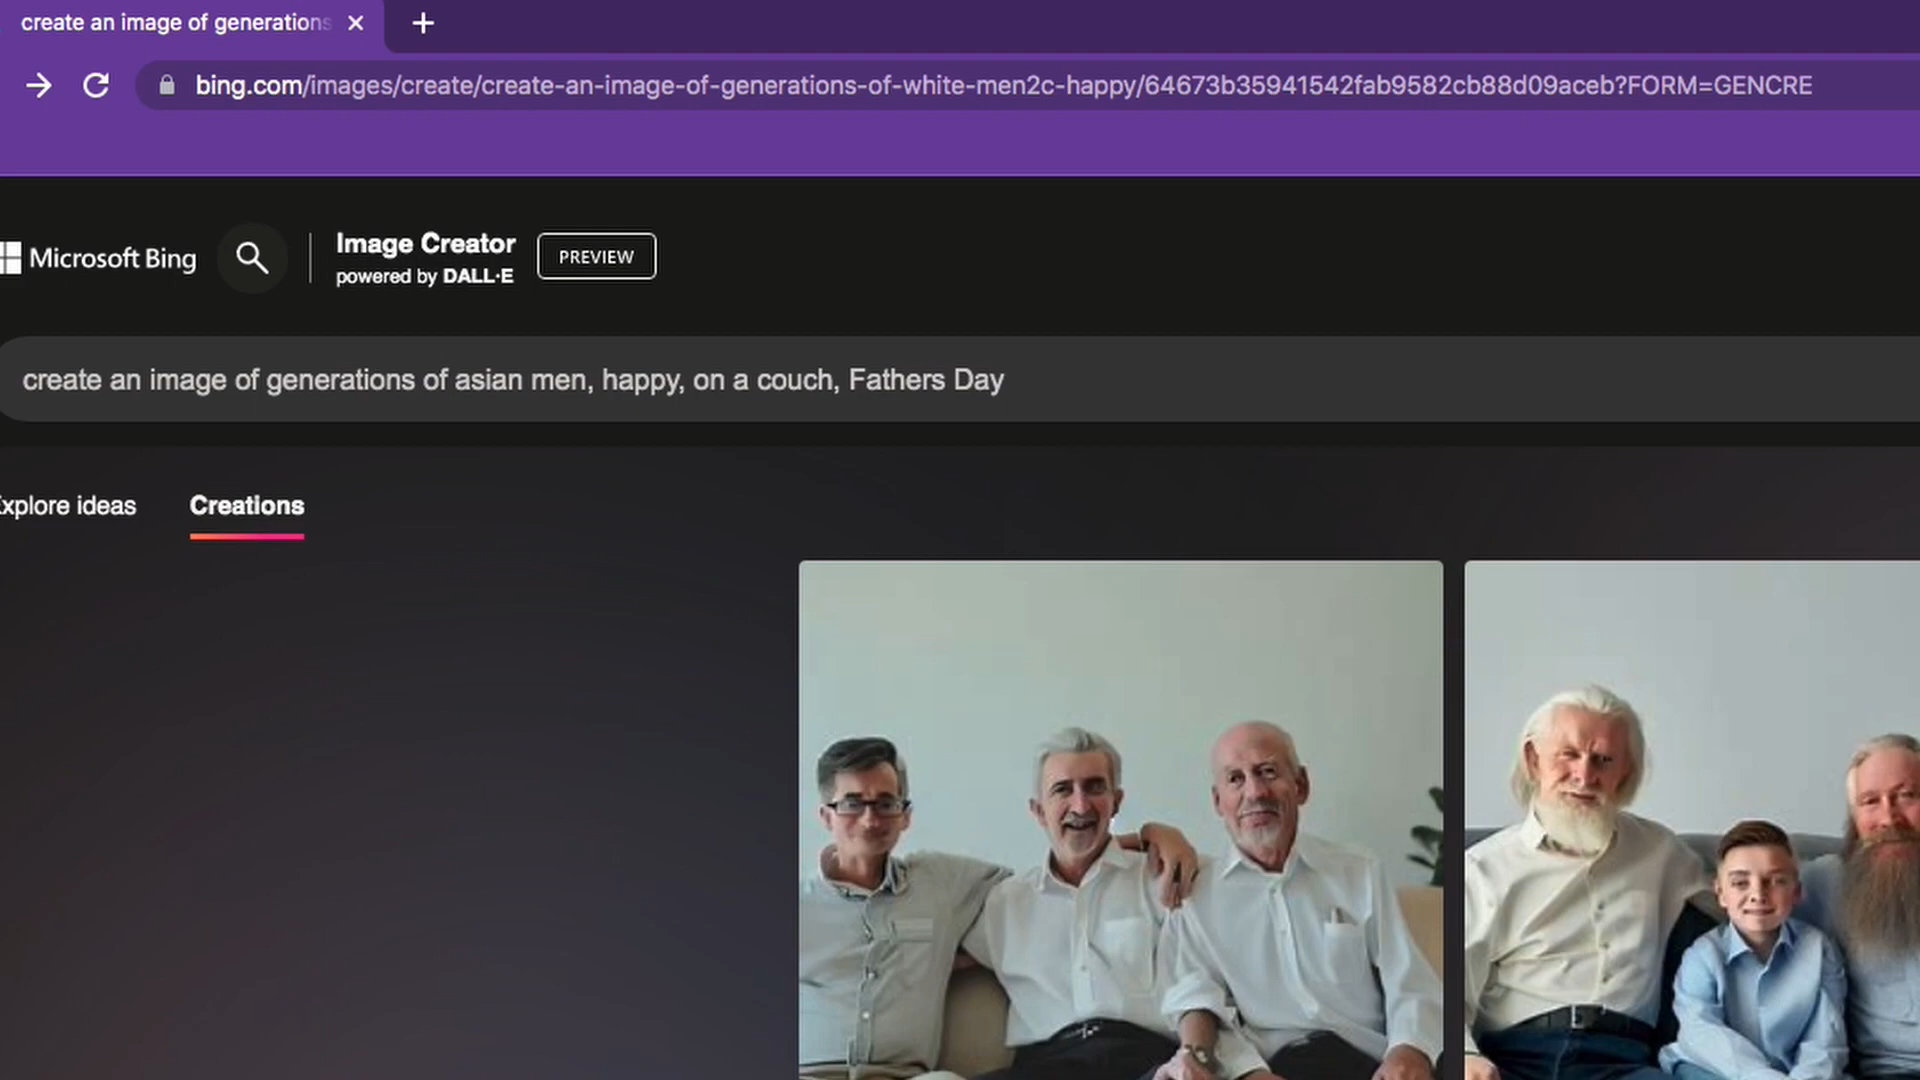 create an image of generations
bing.com/images/create/create-an-image-of-generations-of-white-men2c-happy/64673b35941542fab9582cb88d09aceb?FORM=GENCRE
Microsoft Bing
Image Creator
powered by DALL·E
PREVIEW
create an image of generations of asian men, happy, on a couch, Fathers Day
Explore ideas
Creations